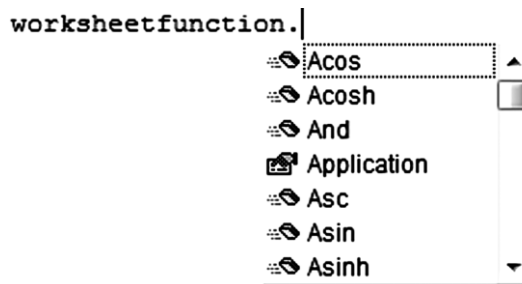 worksheetfunction.
Acos
Acosh
And
Application
Asc
Asin
Asinh